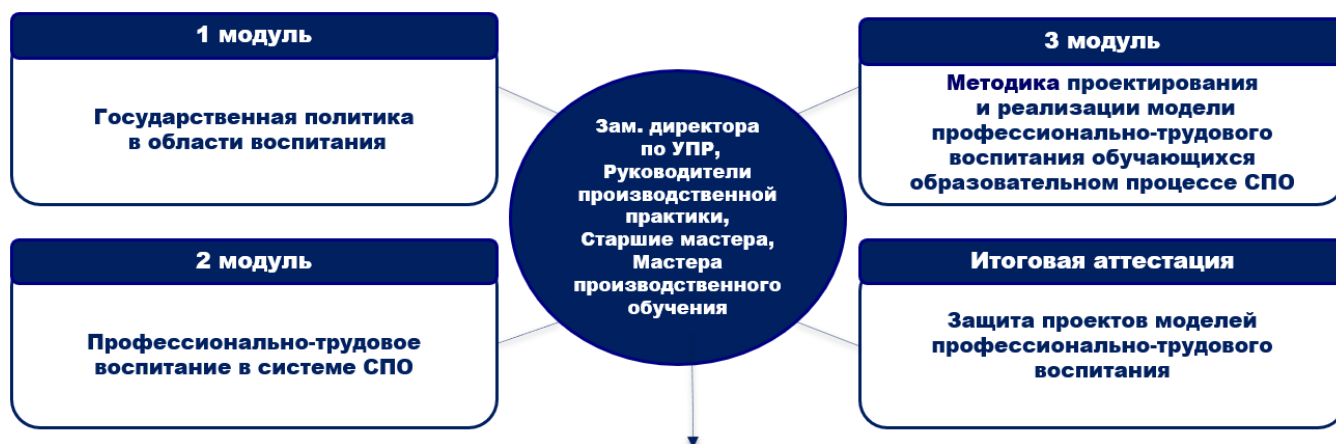 1 модуль
Государственная политика
в области воспитания
2 модуль
Профессионально-трудовое
воспитание в системе СПО
Зам. директора
по УПР,
Руководители
производственной
практики,
Старшие мастера,
Мастера
производственного
обучения
3 модуль
Методика проектирования
и реализации модели
профессионально-трудового
воспитания обучающихся
образовательном процессе СПО
Итоговая аттестация
Защита проектов моделей
профессионально-трудового
воспитания